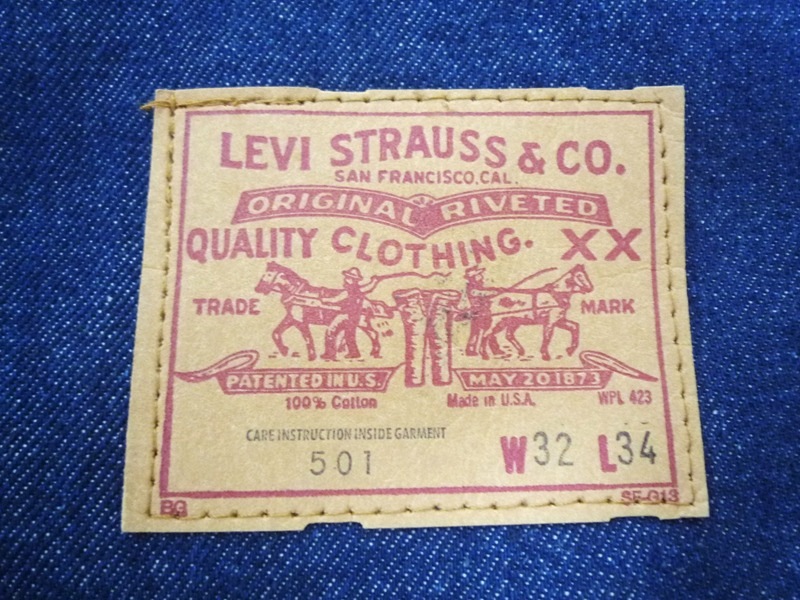 LEVI STRAUSS & CO.
SAN FRANCISCO, CAL.
ORIGINAL RIVETED
QUALITY CLOTHING. XX
TRADE MARK
PATENTED IN U.S. MAY 20 1873
100% Cotton Made in U.S.A. WPL 423
CARE INSTRUCTION INSIDE GARMENT
501 W32 L34
BG SF-G13